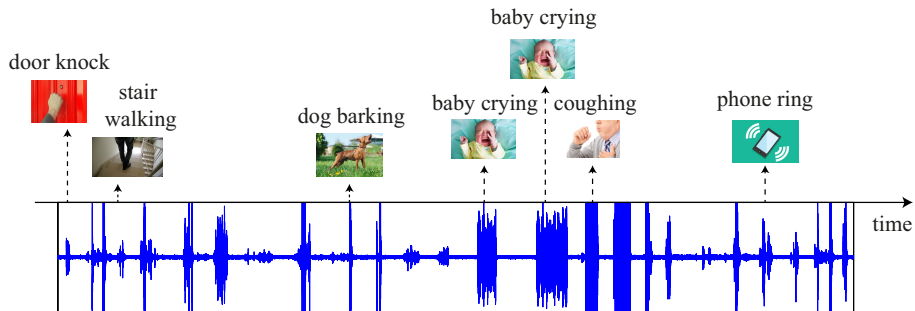 baby crying
door knock
stair
walking
dog barking
baby crying
coughing
phone ring
time